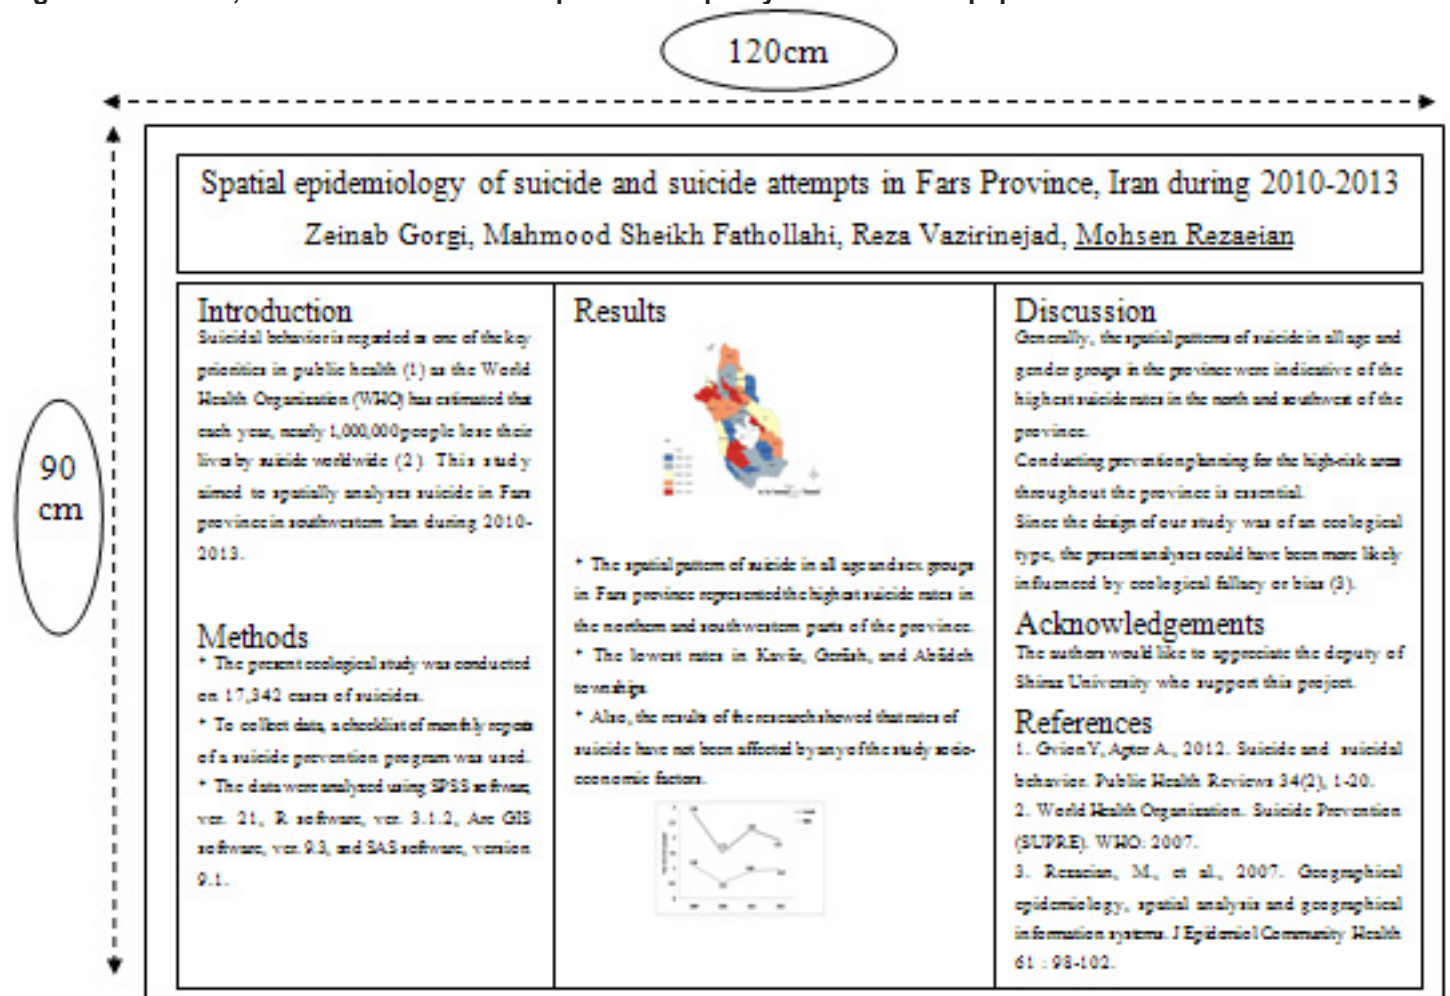 120cm
90
cm
Spatial epidemiology of suicide and suicide attempts in Fars Province, Iran during 2010-2013
Zeinab Gorgi, Mahmood Sheikh Fathollahi, Reza Vazirinejad, Mohsen Rezaeian
Introduction
Suicidal behavior is regarded as one of the key
priorities in public health (1) as the World
Health Organization (WHO) has estimated that
each year, nearly 1,000,000 people lose their
lives by suicide worldwide (2). This study
aimed to spatially analyses suicide in Fars
province in southwestern Iran during 2010-
2013.
Methods
* The present ecological study was conducted
on 17,342 cases of suicides.
* To collect data, a checklist of monthly reports
of a suicide prevention program was used.
* The data were analyzed using SPSS software,
ver. 21, R software, ver. 3.1.2, Arc GIS
software, ver. 9.3, and SAS software, version
9.1.
Results
* The spatial pattern of suicide in all age and sex groups
in Fars province represented the highest suicide rates in
the northern and southwestern parts of the province.
* The lowest rates in Kavār, Gerāsh, and Abādeh
townships.
* Also, the results of the research showed that rates of
suicide have not been affected by any of the study socio-
economic factors.
Discussion
Generally, the spatial patterns of suicide in all age and
gender groups in the province were indicative of the
highest suicide rates in the north and southwest of the
province.
Conducting prevention planning for the high-risk areas
throughout the province is essential.
Since the design of our study was of an ecological
type, the present analyses could have been more likely
influenced by ecological fallacy or bias (3).
Acknowledgements
The authors would like to appreciate the deputy of
Shiraz University who support this project.
References
1. Gvion Y, Apter A., 2012. Suicide and suicidal
behavior. Public Health Reviews 34(2), 1-20.
2. World Health Organization. Suicide Prevention
(SUPRE). WHO: 2007.
3. Rezaeian, M., et al., 2007. Geographical
epidemiology, spatial analysis and geographical
information systems. J Epidemiol Community Health
61 : 98-102.